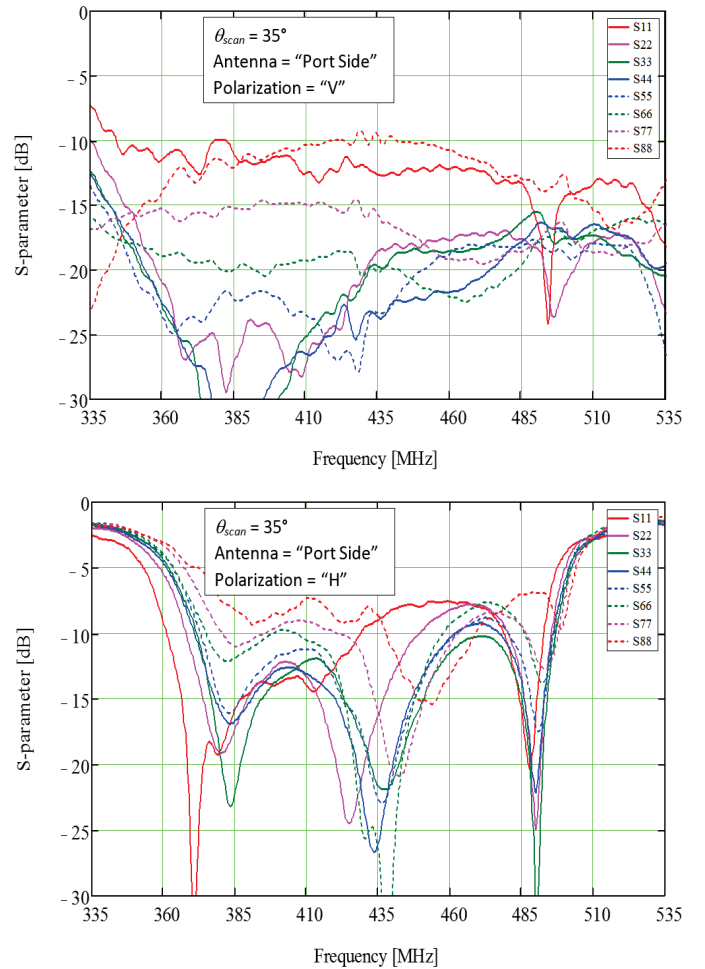 0
θscan = 35°
Antenna = “Port Side”
Polarization = “V”
S11
S22
S33
S44
S55
S66
S77
S88
− 5
− 10
− 15
− 20
− 25
− 30
S-parameter [dB]
335 360 385 410 435 460 485 510 535
Frequency [MHz]
0
θscan = 35°
Antenna = “Port Side”
Polarization = “H”
S11
S22
S33
S44
S55
S66
S77
S88
− 5
− 10
− 15
− 20
− 25
− 30
S-parameter [dB]
335 360 385 410 435 460 485 510 535
Frequency [MHz]